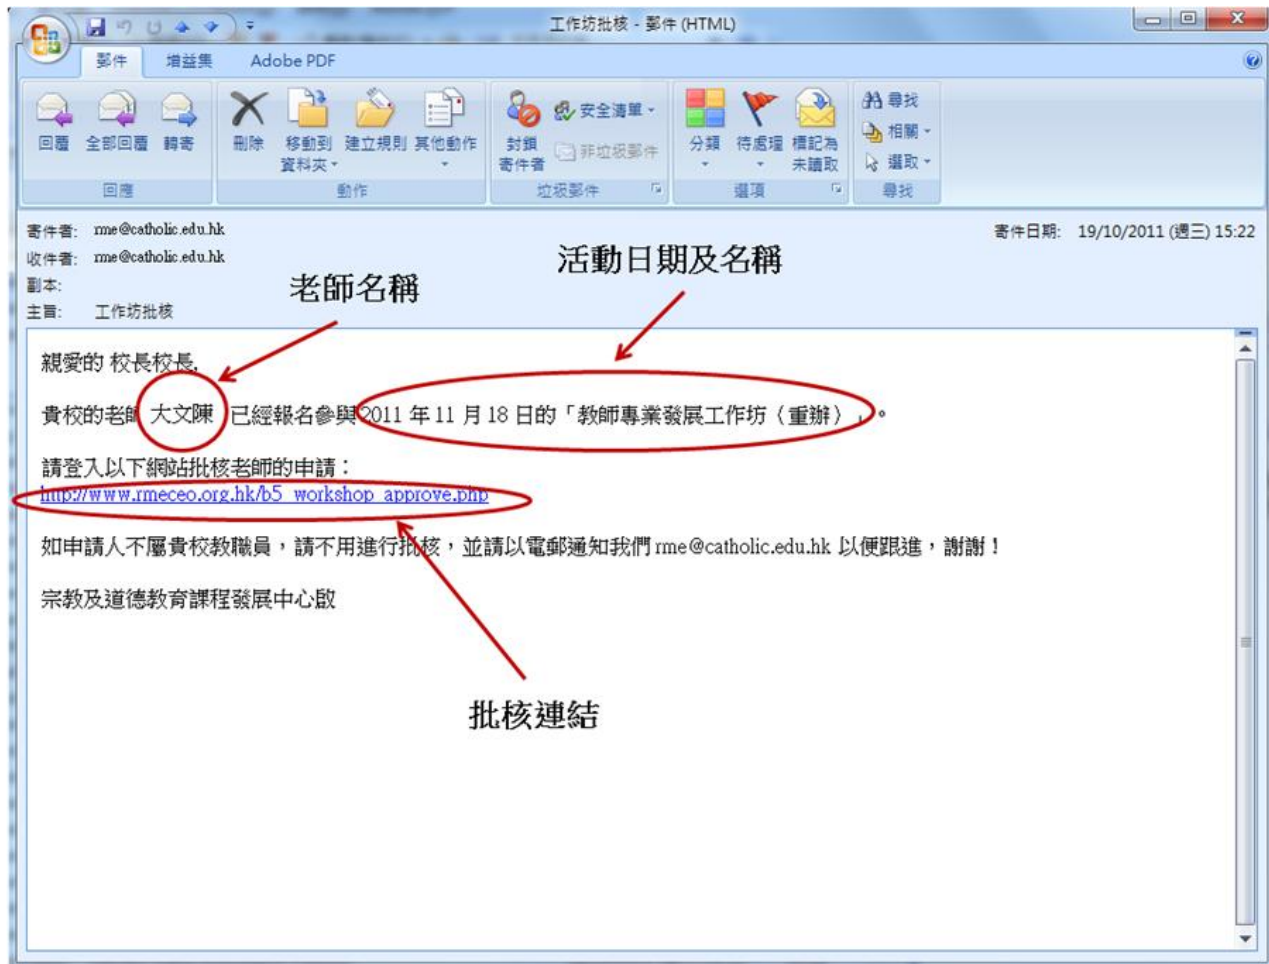 工作坊批核 - 郵件 (HTML)
郵件 增益集 Adobe PDF
回覆 全部回覆 轉寄 刪除 移動到資料夾 建立規則 其他動作 封鎖寄件者 安全清單 非垃圾郵件 分類 待處理 標記為未讀取 尋找 相關 選取
回應 動作 垃圾郵件 選項 尋找
寄件者: rme@catholic.edu.hk 寄件日期: 19/10/2011 (週三) 15:22
收件者: rme@catholic.edu.hk
副本:
主旨: 工作坊批核
老師名稱 活動日期及名稱
親愛的 校長校長,
貴校的老師 大文陳 已經報名參與 2011 年 11 月 18 日的「教師專業發展工作坊（重辦）」。
請登入以下網站批核老師的申請：
http://www.rmeceo.org.hk/b5_workshop_approve.php
如申請人不屬貴校教職員，請不用進行批核，並請以電郵通知我們 rme@catholic.edu.hk 以便跟進，謝謝！
宗教及道德教育課程發展中心啟
批核連結